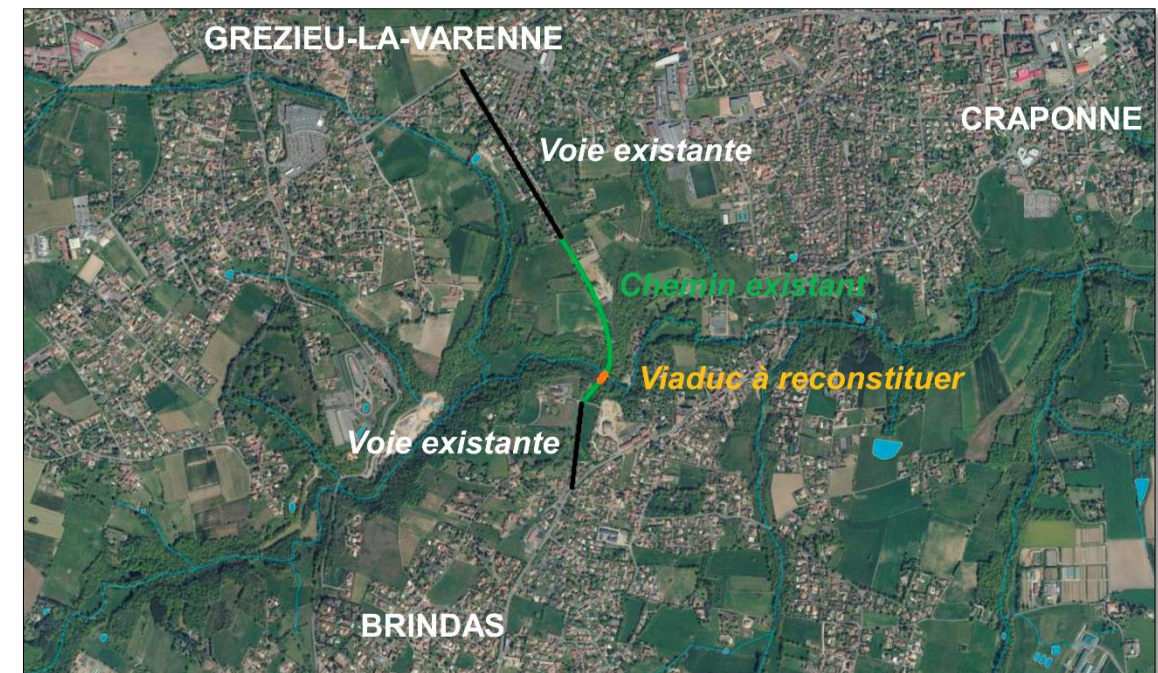 GREZIEU-LA-VARENNE
CRAPONNE
Voie existante
Chemin existant
Viaduc à reconstituer
Voie existante
BRINDAS